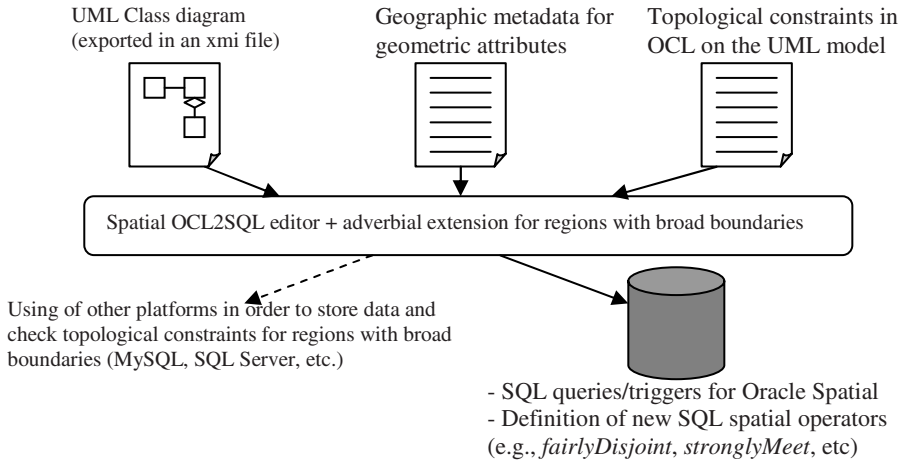 UML Class diagram
(exported in an xmi file)
Geographic metadata for
geometric attributes
Topological constraints in
OCL on the UML model
Spatial OCL2SQL editor + adverbial extension for regions with broad boundaries
Using of other platforms in order to store data and
check topological constraints for regions with broad
boundaries (MySQL, SQL Server, etc.)
- SQL queries/triggers for Oracle Spatial
- Definition of new SQL spatial operators
(e.g., fairlyDisjoint, stronglyMeet, etc)